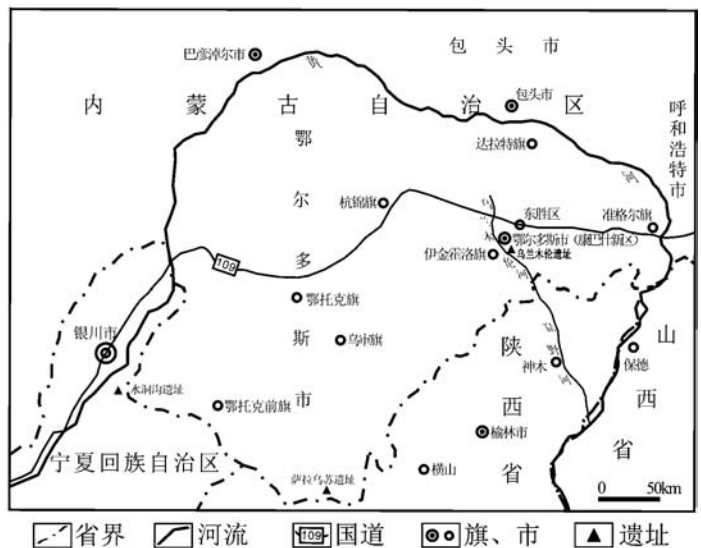 包头市
巴彦淖尔市
黄
内蒙古自治区
包头市
呼和浩特市
达拉特旗
鄂尔多斯市
河
杭锦旗
东胜区
准格尔旗
鄂尔多斯市（康巴什新区）
乌兰木伦遗址
伊金霍洛旗
109
鄂托克旗
银川市
乌审旗
陕西省
山西省
神木
保德
水洞沟遗址
鄂托克前旗
榆林市
宁夏回族自治区
横山
萨拉乌苏遗址
0 50km
省界 河流 109 国道 旗、市 遗址